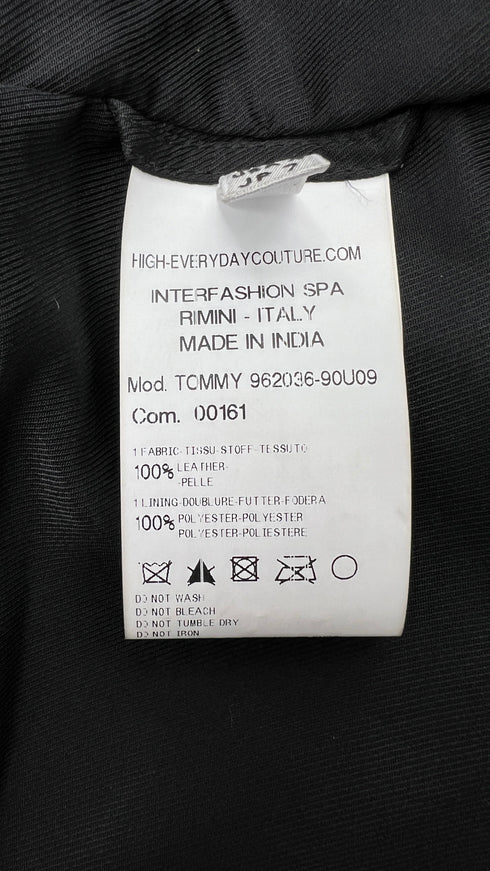 HIGH-EVERYDAYCOUTURE.COM
INTERFASHION SPA
RIMINI - ITALY
MADE IN INDIA
Mod. TOMMY 962036-90U09
Com. 00161
1 FABRIC-TISSU-STOFF-TESSUTO
100% LEATHER-
-PELLE
1 LINING-DOUBLURE-FUTTER-FODERA
100% POLYESTER-POLYESTER
POLYESTER-POLIESTERE
DO NOT WASH
DO NOT BLEACH
DO NOT TUMBLE DRY
DO NOT IRON